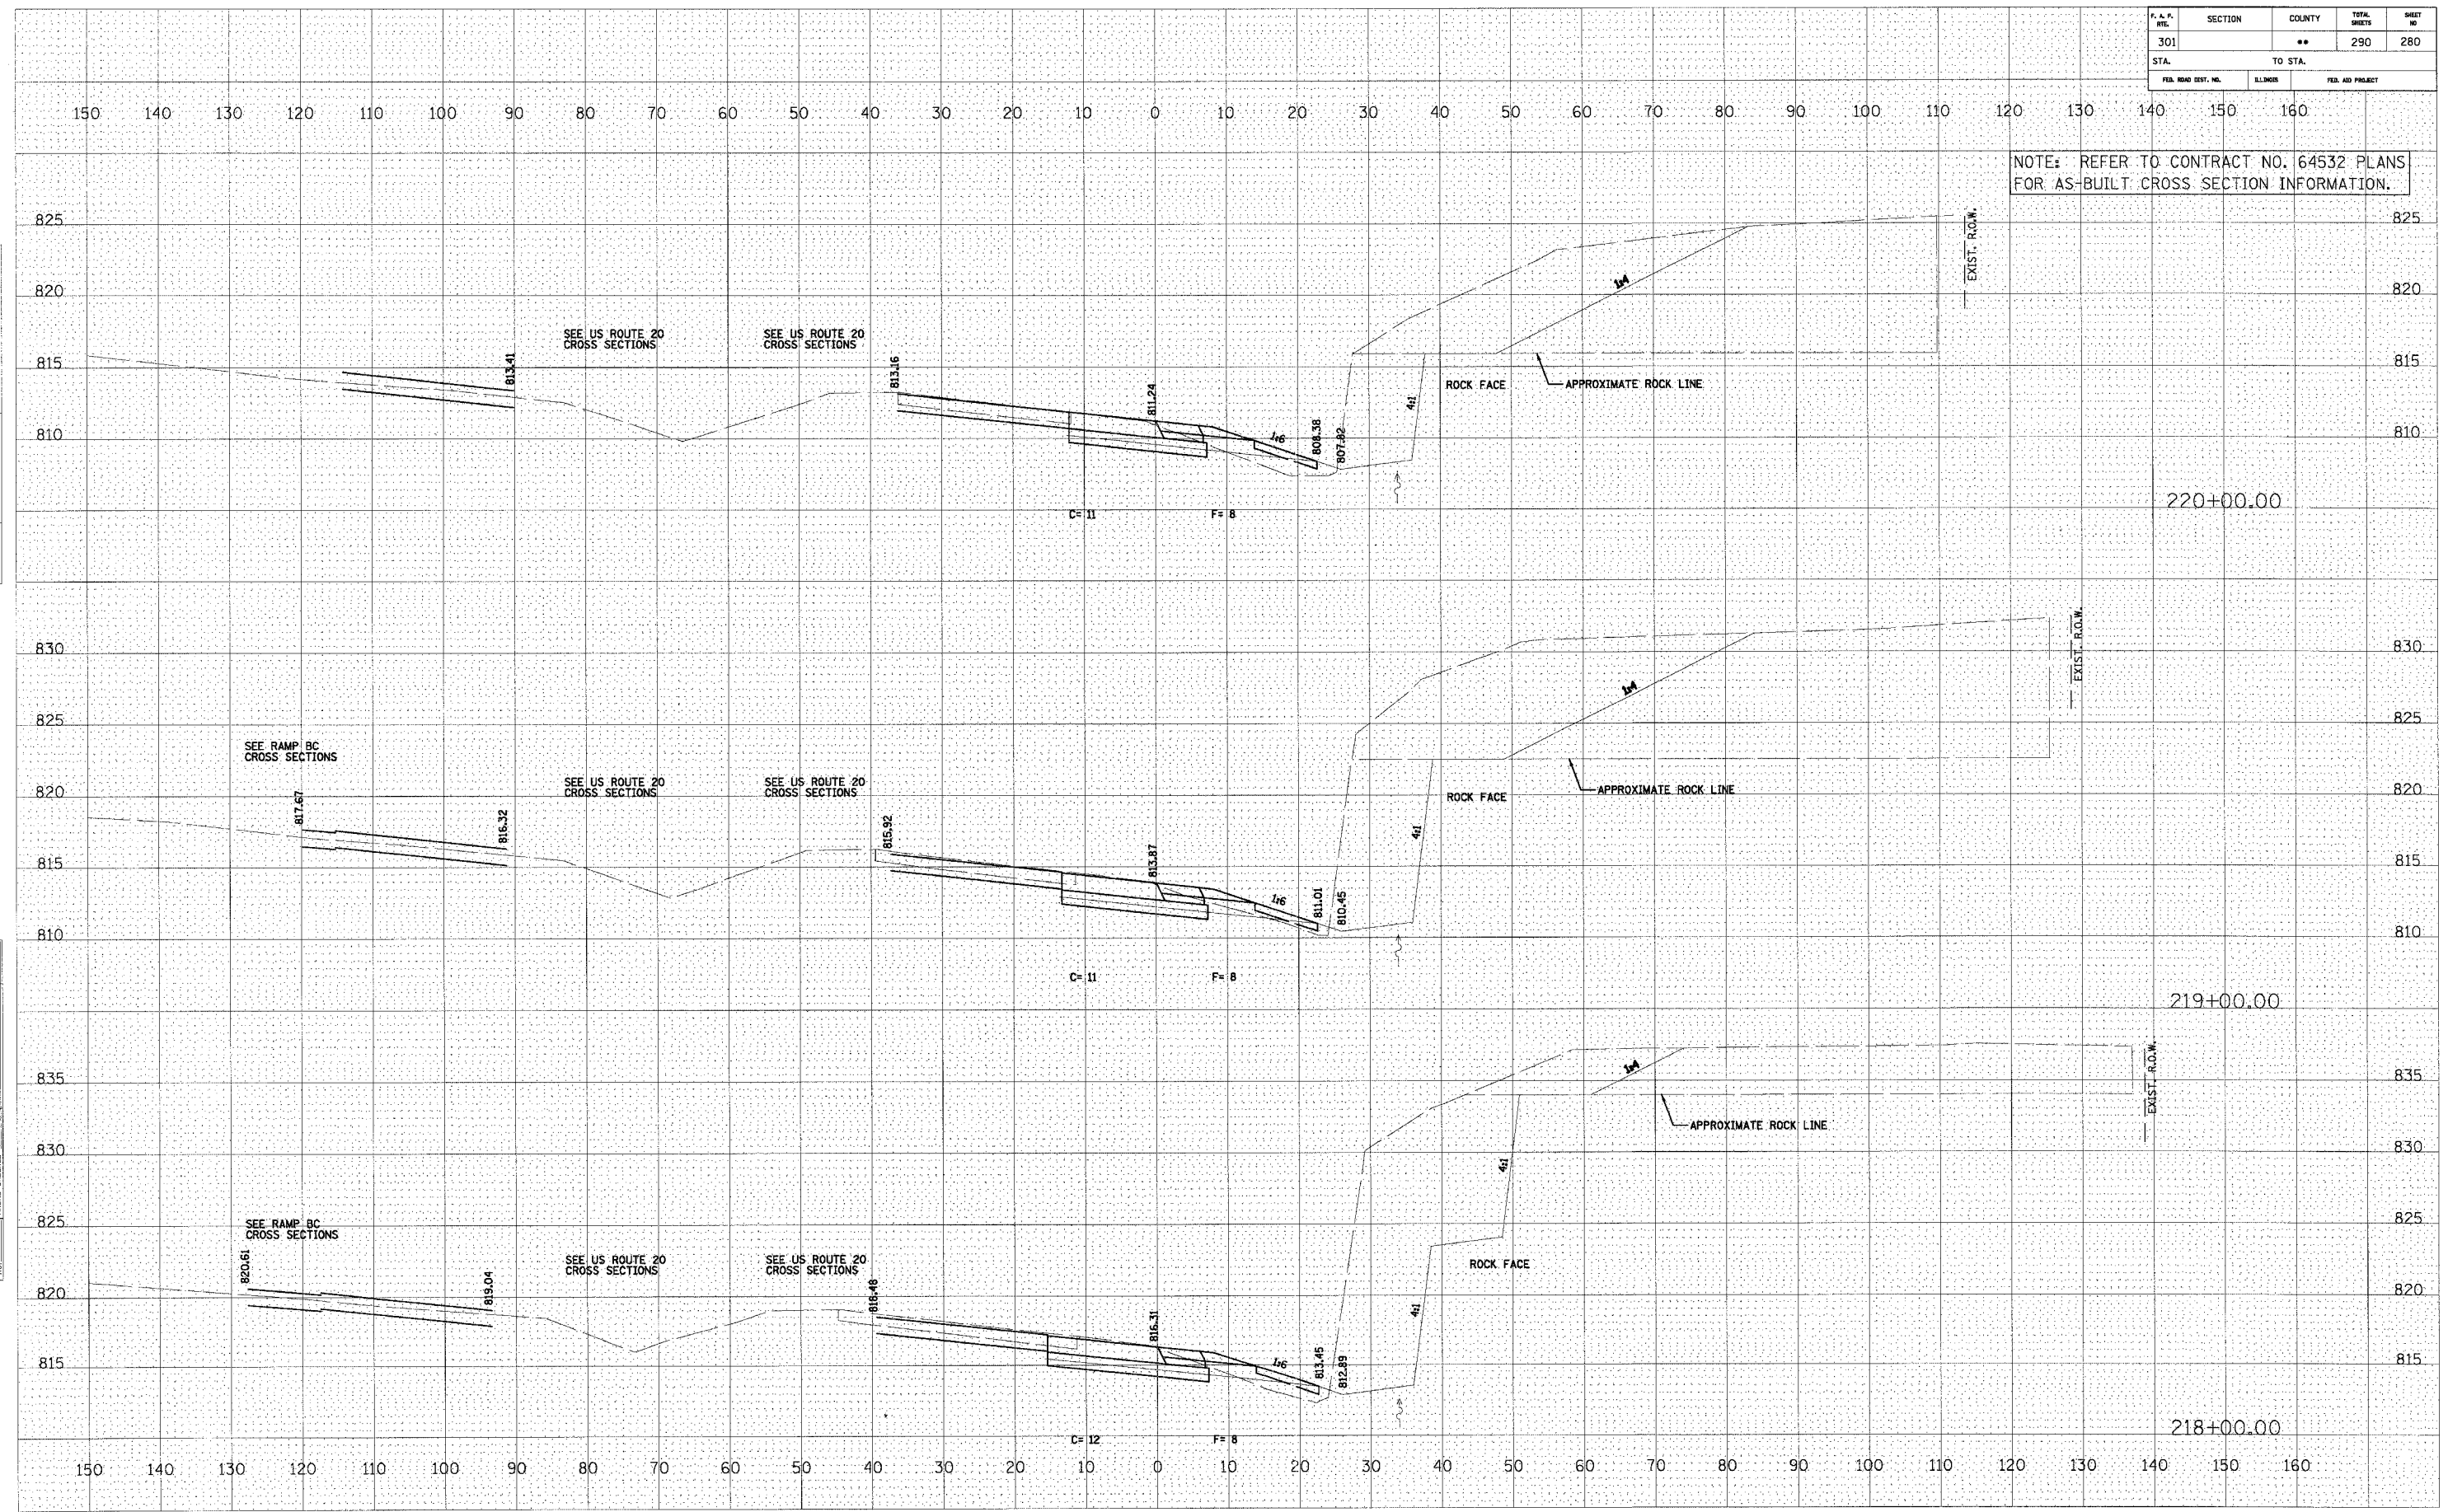 F. A. P. RTE. SECTION COUNTY TOTAL SHEETS SHEET NO
301 •• 290 280
STA. TO STA.
FED. ROAD DIST. NO. ILLINOIS FED. AID PROJECT
150 140 130 120 110 100 90 80 70 60 50 40 30 20 10 0 10 20 30 40 50 60 70 80 90 100 110 120 130 140 150 160
NOTE: REFER TO CONTRACT NO. 64532 PLANS
FOR AS-BUILT CROSS SECTION INFORMATION.
825 825
EXIST. R.O.W.
820 1:4 820
SEE US ROUTE 20
CROSS SECTIONS
SEE US ROUTE 20
CROSS SECTIONS
815 813.41 813.16 815
ROCK FACE
APPROXIMATE ROCK LINE
4:1
811.24
810 1:6 808.38 807.82 810
C= 11 F= 8
220+00.00
EXIST. R.O.W.
830 830
1:4
825 825
SEE RAMP BC
CROSS SECTIONS
SEE US ROUTE 20
CROSS SECTIONS
SEE US ROUTE 20
CROSS SECTIONS
820 820
ROCK FACE
APPROXIMATE ROCK LINE
817.67 816.32 815.92 813.87
4:1
815 815
1:6 811.01 810.45
810 810
C= 11 F= 8
219+00.00
EXIST. R.O.W.
835 1:4 835
APPROXIMATE ROCK LINE
830 830
4:1
825 825
SEE RAMP BC
CROSS SECTIONS
SEE US ROUTE 20
CROSS SECTIONS
SEE US ROUTE 20
CROSS SECTIONS
ROCK FACE
820.61 819.04 818.48 816.31
820 820
4:1
815 1:6 813.45 812.89 815
C= 12 F= 8
218+00.00
150 140 130 120 110 100 90 80 70 60 50 40 30 20 10 0 10 20 30 40 50 60 70 80 90 100 110 120 130 140 150 160